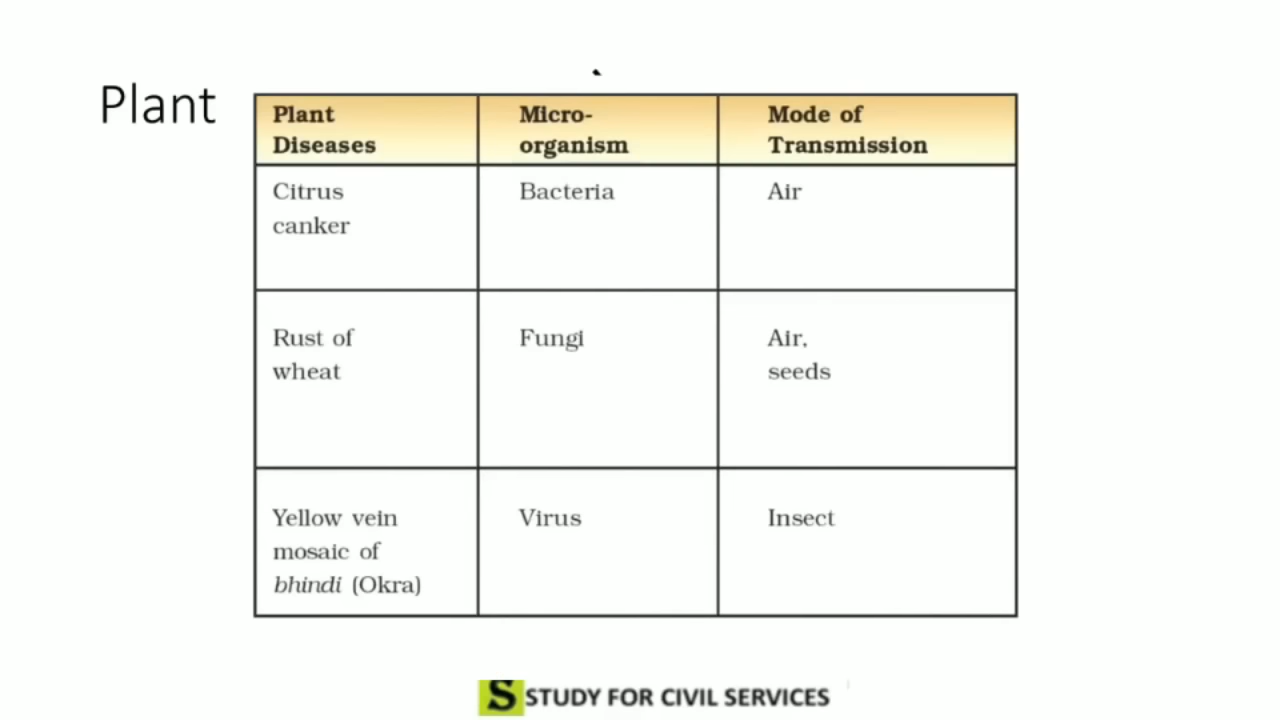 Plant
Plant Diseases
Micro-organism
Mode of Transmission
Citrus canker
Bacteria
Air
Rust of wheat
Fungi
Air, seeds
Yellow vein mosaic of bhindi (Okra)
Virus
Insect
S STUDY FOR CIVIL SERVICES